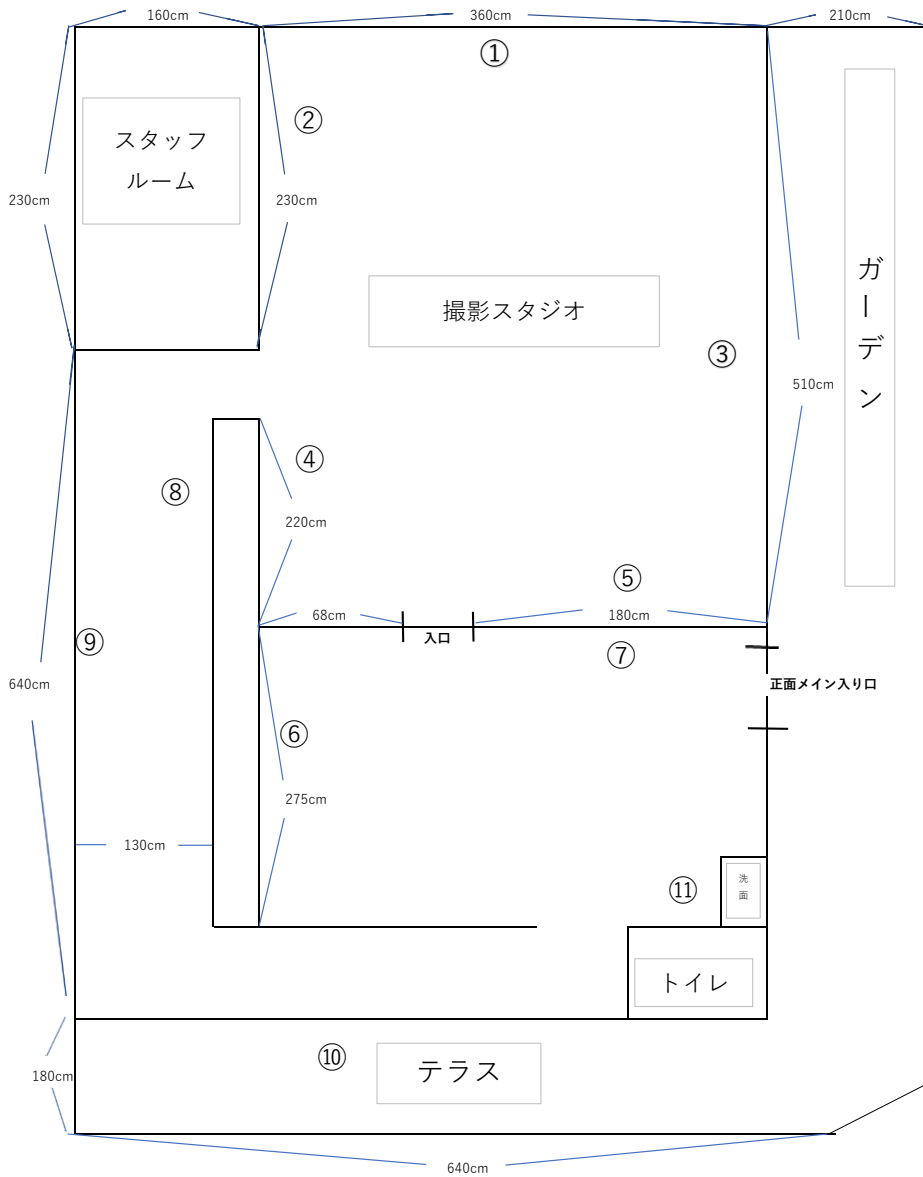 160cm
360cm
210cm
①
②
スタッフ
ルーム
230cm
230cm
ガーデン
撮影スタジオ
③
510cm
④
⑧
220cm
⑤
68cm
180cm
入口
⑨
⑦
640cm
正面メイン入り口
⑥
275cm
130cm
⑪
洗
面
トイレ
⑩
テラス
180cm
640cm